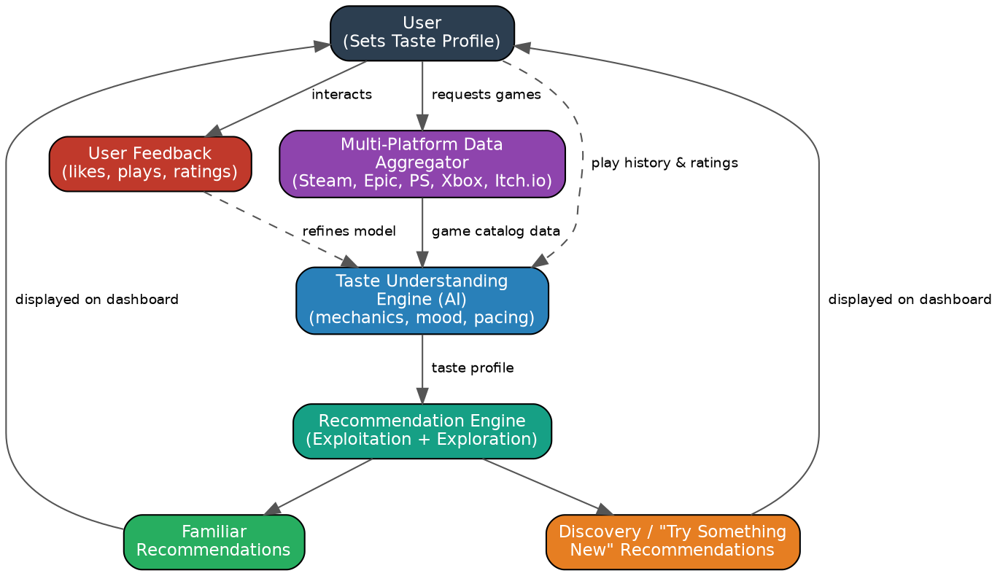 User
(Sets Taste Profile)
interacts
requests games
User Feedback
(likes, plays, ratings)
Multi-Platform Data
Aggregator
(Steam, Epic, PS, Xbox, Itch.io)
play history & ratings
refines model
game catalog data
displayed on dashboard
Taste Understanding
Engine (AI)
(mechanics, mood, pacing)
displayed on dashboard
taste profile
Recommendation Engine
(Exploitation + Exploration)
Familiar
Recommendations
Discovery / "Try Something
New" Recommendations